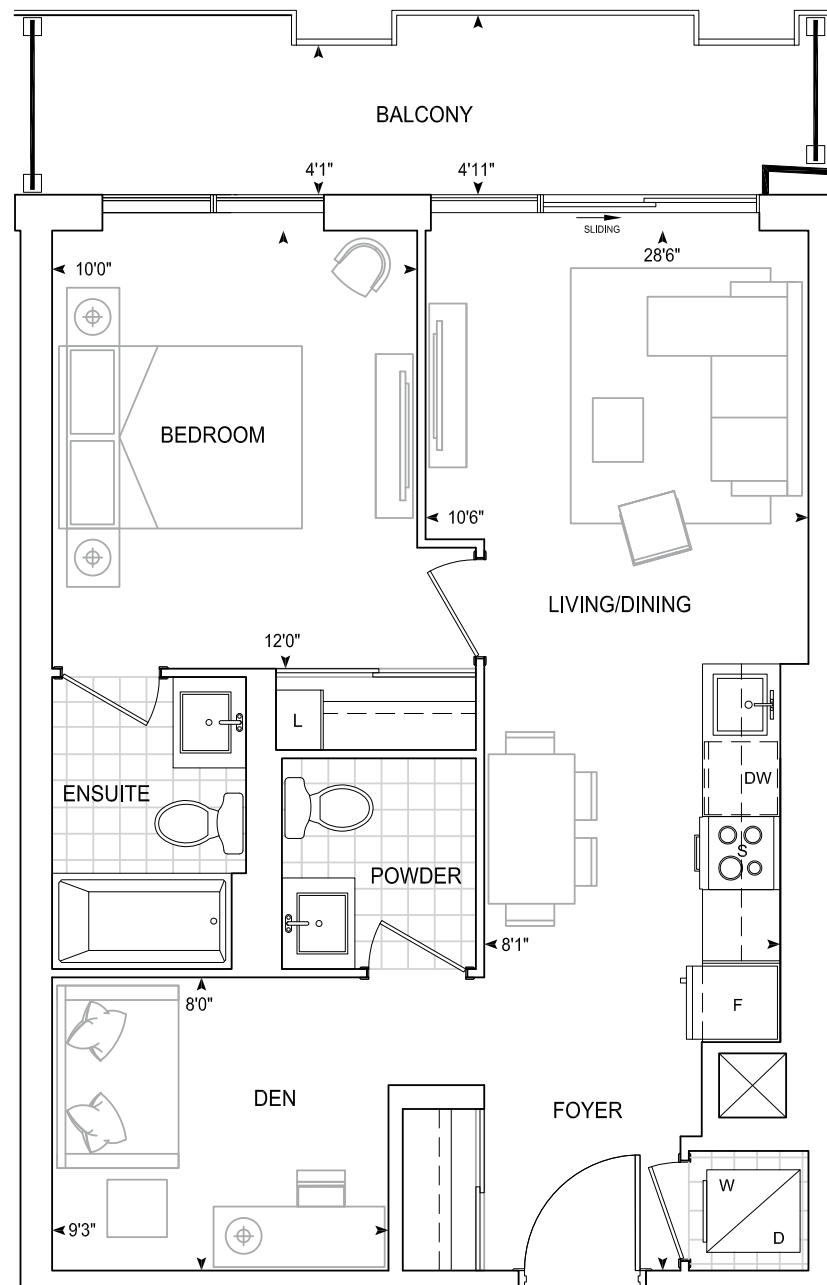 BALCONY
4'1"
4'11"
SLIDING
10'0"
28'6"
BEDROOM
10'6"
LIVING/DINING
12'0"
L
ENSUITE
DW
S
POWDER
8'1"
8'0"
F
DEN
FOYER
W
D
9'3"